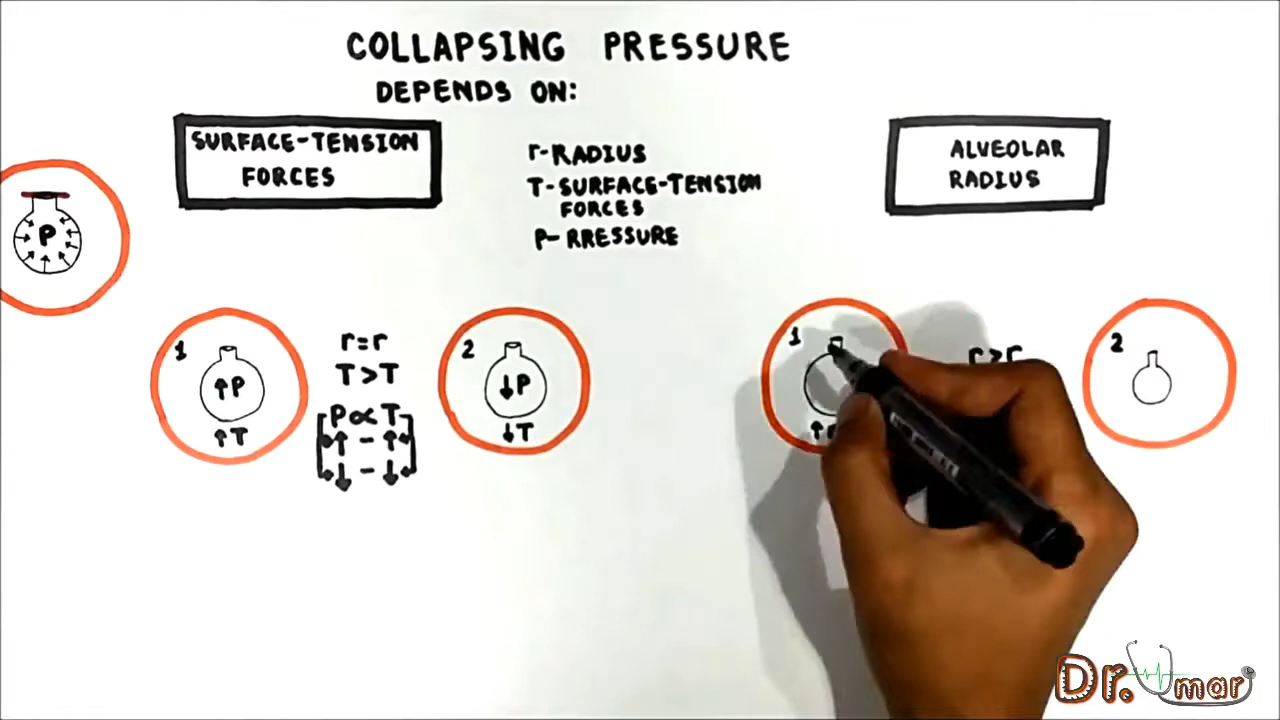 COLLAPSING PRESSURE
DEPENDS ON:
SURFACE-TENSION
FORCES
r-RADIUS
T-SURFACE-TENSION
FORCES
P-RRESSURE
ALVEOLAR
RADIUS
P
1
↑P
↑T
r=r
T>T
P∝T
↑-↑
↓-↓
2
↓P
↓T
1
r>r
2
Dr. Umar